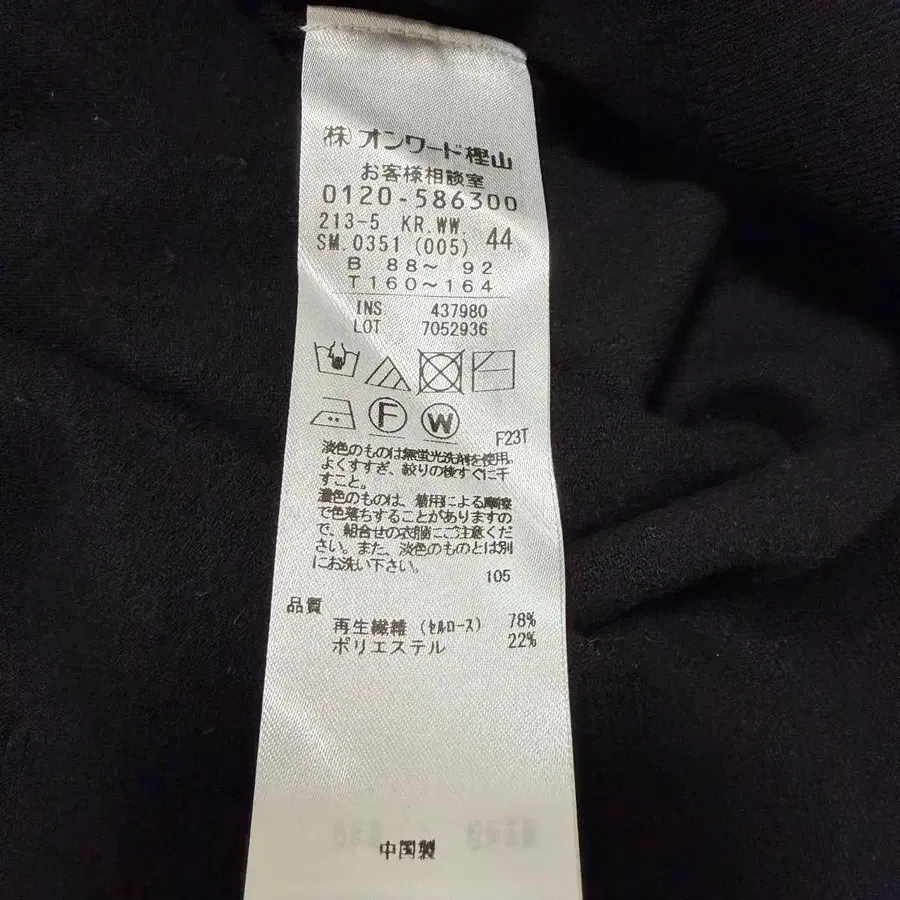 (株)オンワード樫山
お客様相談室
0120-586300
213-5 KR.WW. 44
SM.0351 (005)
B 88〜 92
T160〜164
INS 437980
LOT 7052936
F W
F23T
淡色のものは無蛍光洗剤を使用。
よくすすぎ、絞りの後すぐに干
すこと。
濃色のものは、着用による摩擦
で色落ちすることがありますの
で、組合せの衣服にご注意くだ
さい。また、淡色のものとは別
にお洗い下さい。
105
品質
再生繊維 (セルロース) 78%
ポリエステル 22%
中国製